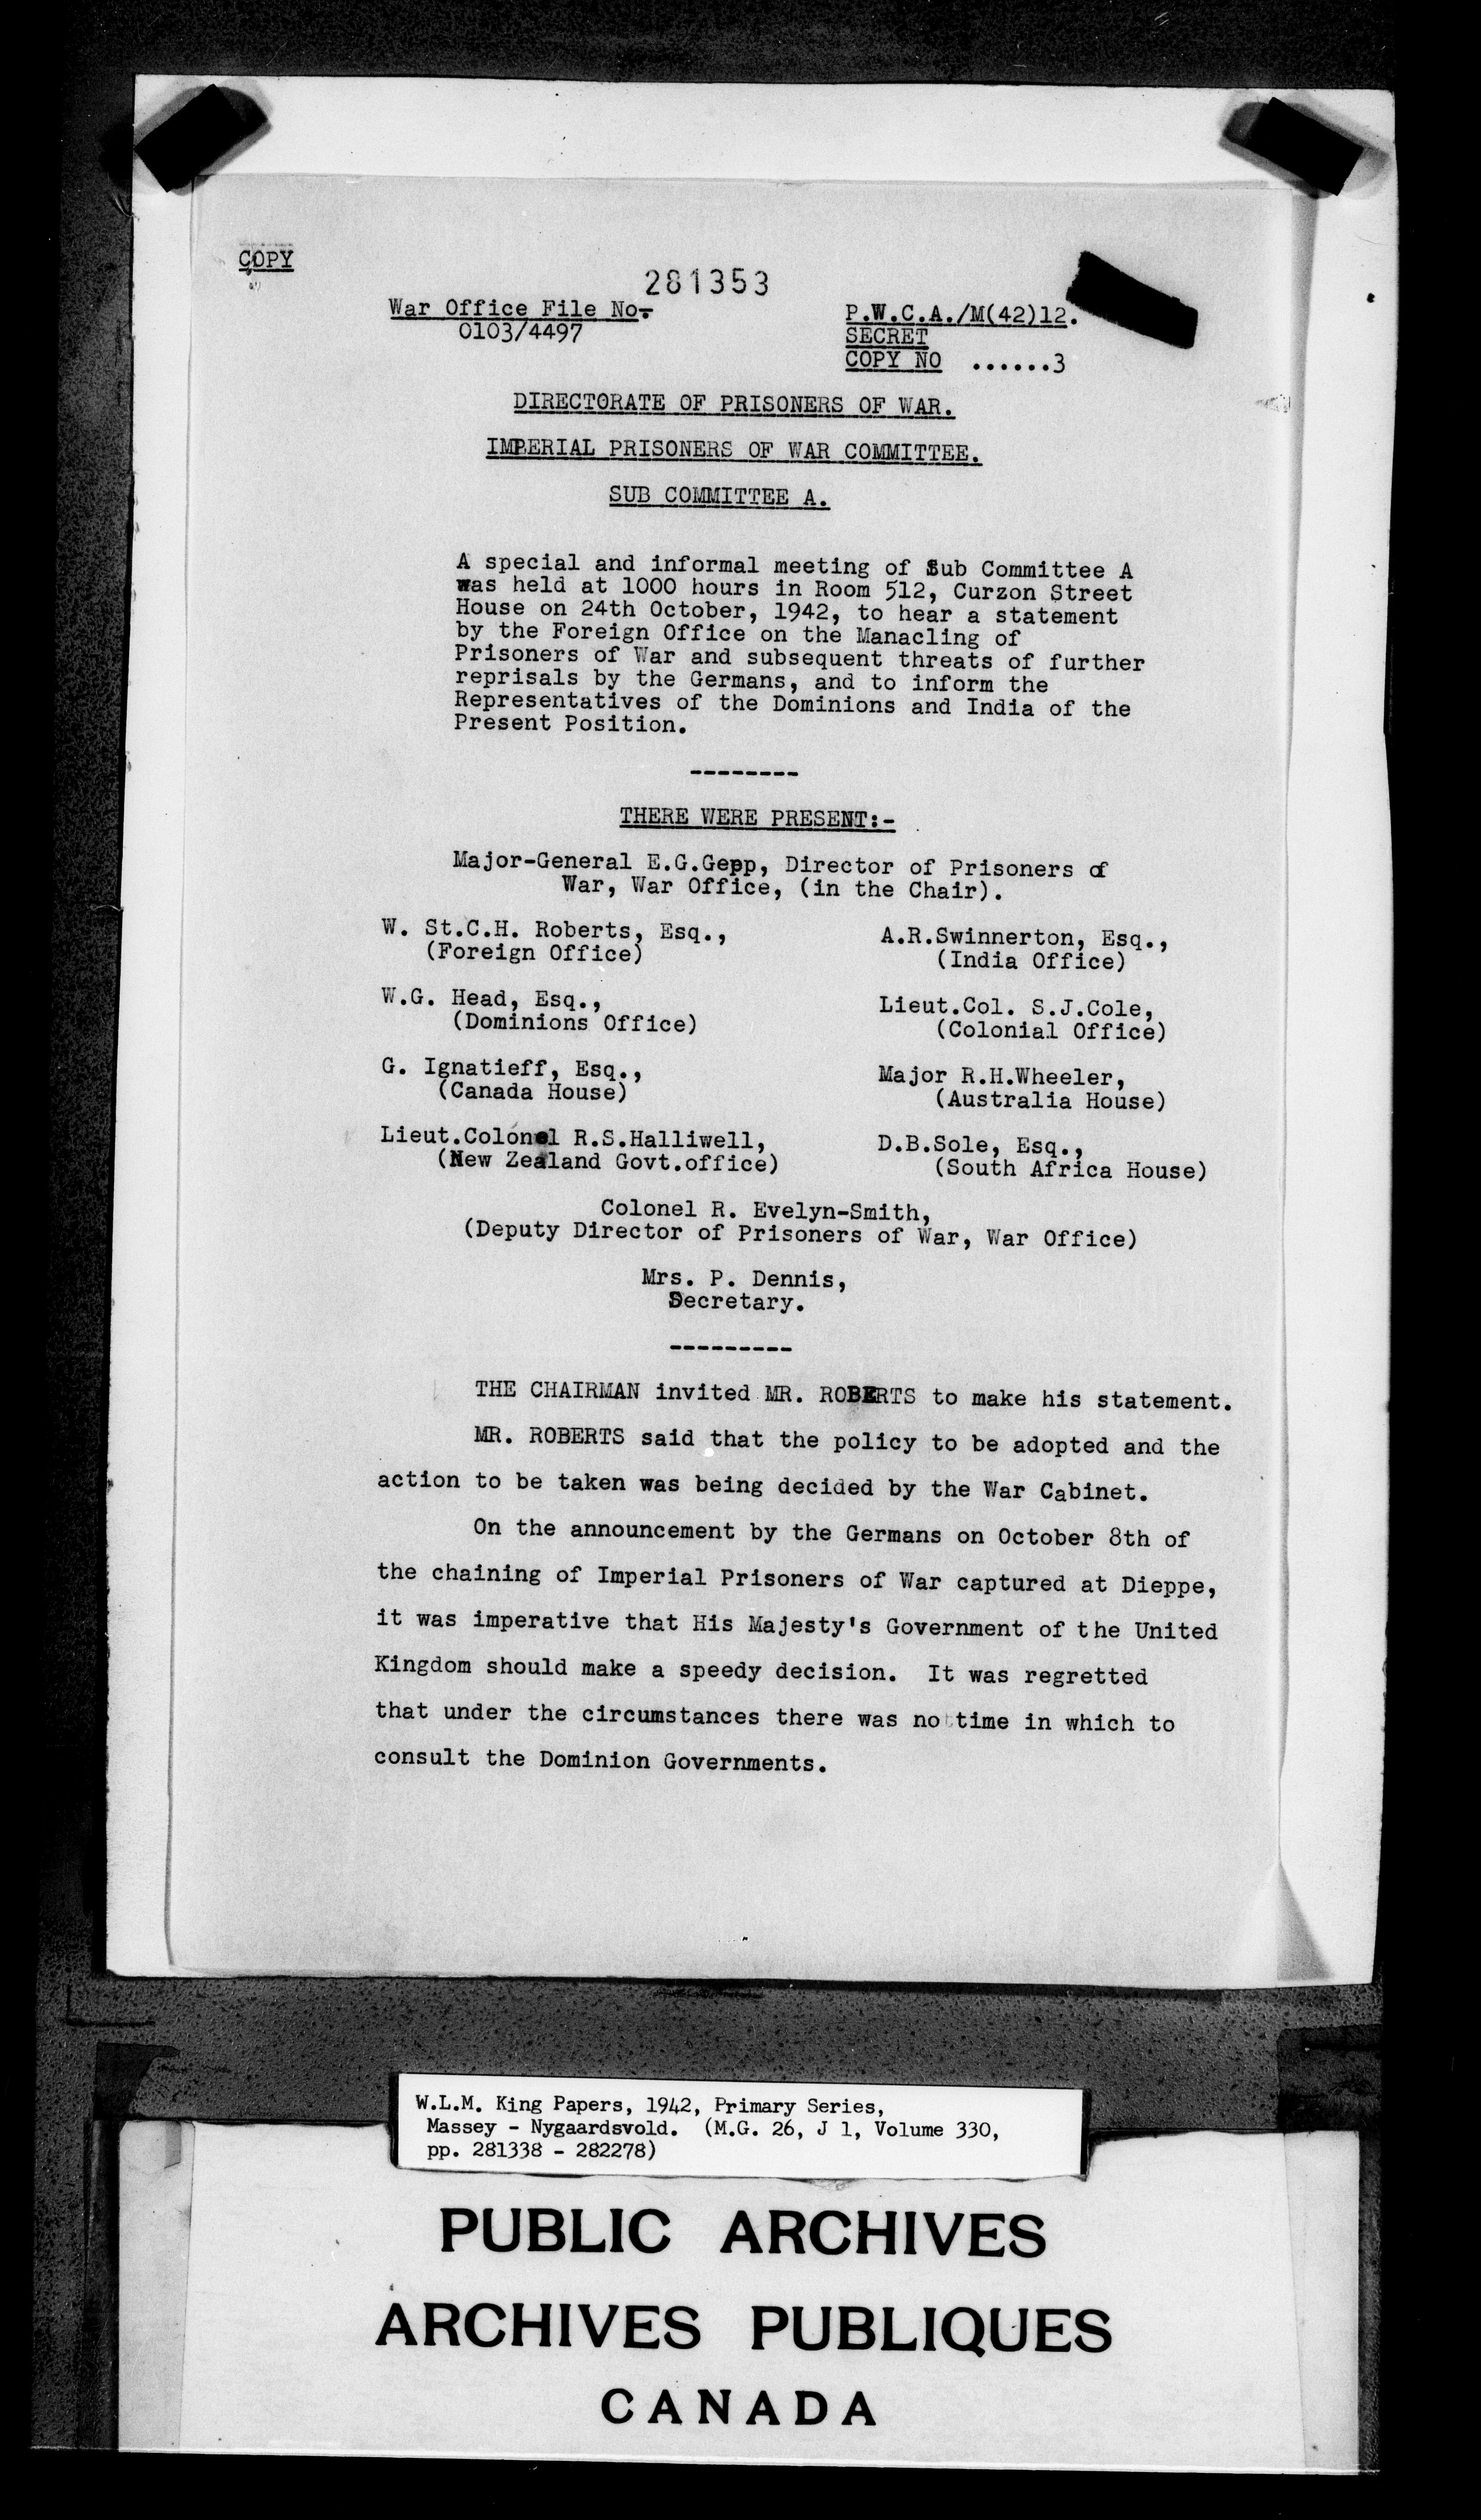 COPY
281353
War Office File No.
0103/4497
P.W.C.A./M(42)12.
SECRET
COPY NO ......3
DIRECTORATE OF PRISONERS OF WAR.
IMPERIAL PRISONERS OF WAR COMMITTEE.
SUB COMMITTEE A.
A special and informal meeting of Sub Committee A
was held at 1000 hours in Room 512, Curzon Street
House on 24th October, 1942, to hear a statement
by the Foreign Office on the Manacling of
Prisoners of War and subsequent threats of further
reprisals by the Germans, and to inform the
Representatives of the Dominions and India of the
Present Position.
--------
THERE WERE PRESENT:-
Major-General E.G.Gepp, Director of Prisoners of
War, War Office, (in the Chair).
W. St.C.H. Roberts, Esq.,
(Foreign Office)
A.R.Swinnerton, Esq.,
(India Office)
W.G. Head, Esq.,
(Dominions Office)
Lieut.Col. S.J.Cole,
(Colonial Office)
G. Ignatieff, Esq.,
(Canada House)
Major R.H.Wheeler,
(Australia House)
Lieut.Colonel R.S.Halliwell,
(New Zealand Govt.office)
D.B.Sole, Esq.,
(South Africa House)
Colonel R. Evelyn-Smith,
(Deputy Director of Prisoners of War, War Office)
Mrs. P. Dennis,
Secretary.
---------
THE CHAIRMAN invited MR. ROBERTS to make his statement.
MR. ROBERTS said that the policy to be adopted and the
action to be taken was being decided by the War Cabinet.
On the announcement by the Germans on October 8th of
the chaining of Imperial Prisoners of War captured at Dieppe,
it was imperative that His Majesty's Government of the United
Kingdom should make a speedy decision. It was regretted
that under the circumstances there was no time in which to
consult the Dominion Governments.
W.L.M. King Papers, 1942, Primary Series,
Massey - Nygaardsvold. (M.G. 26, J 1, Volume 330,
pp. 281338 - 282278)
PUBLIC ARCHIVES
ARCHIVES PUBLIQUES
CANADA